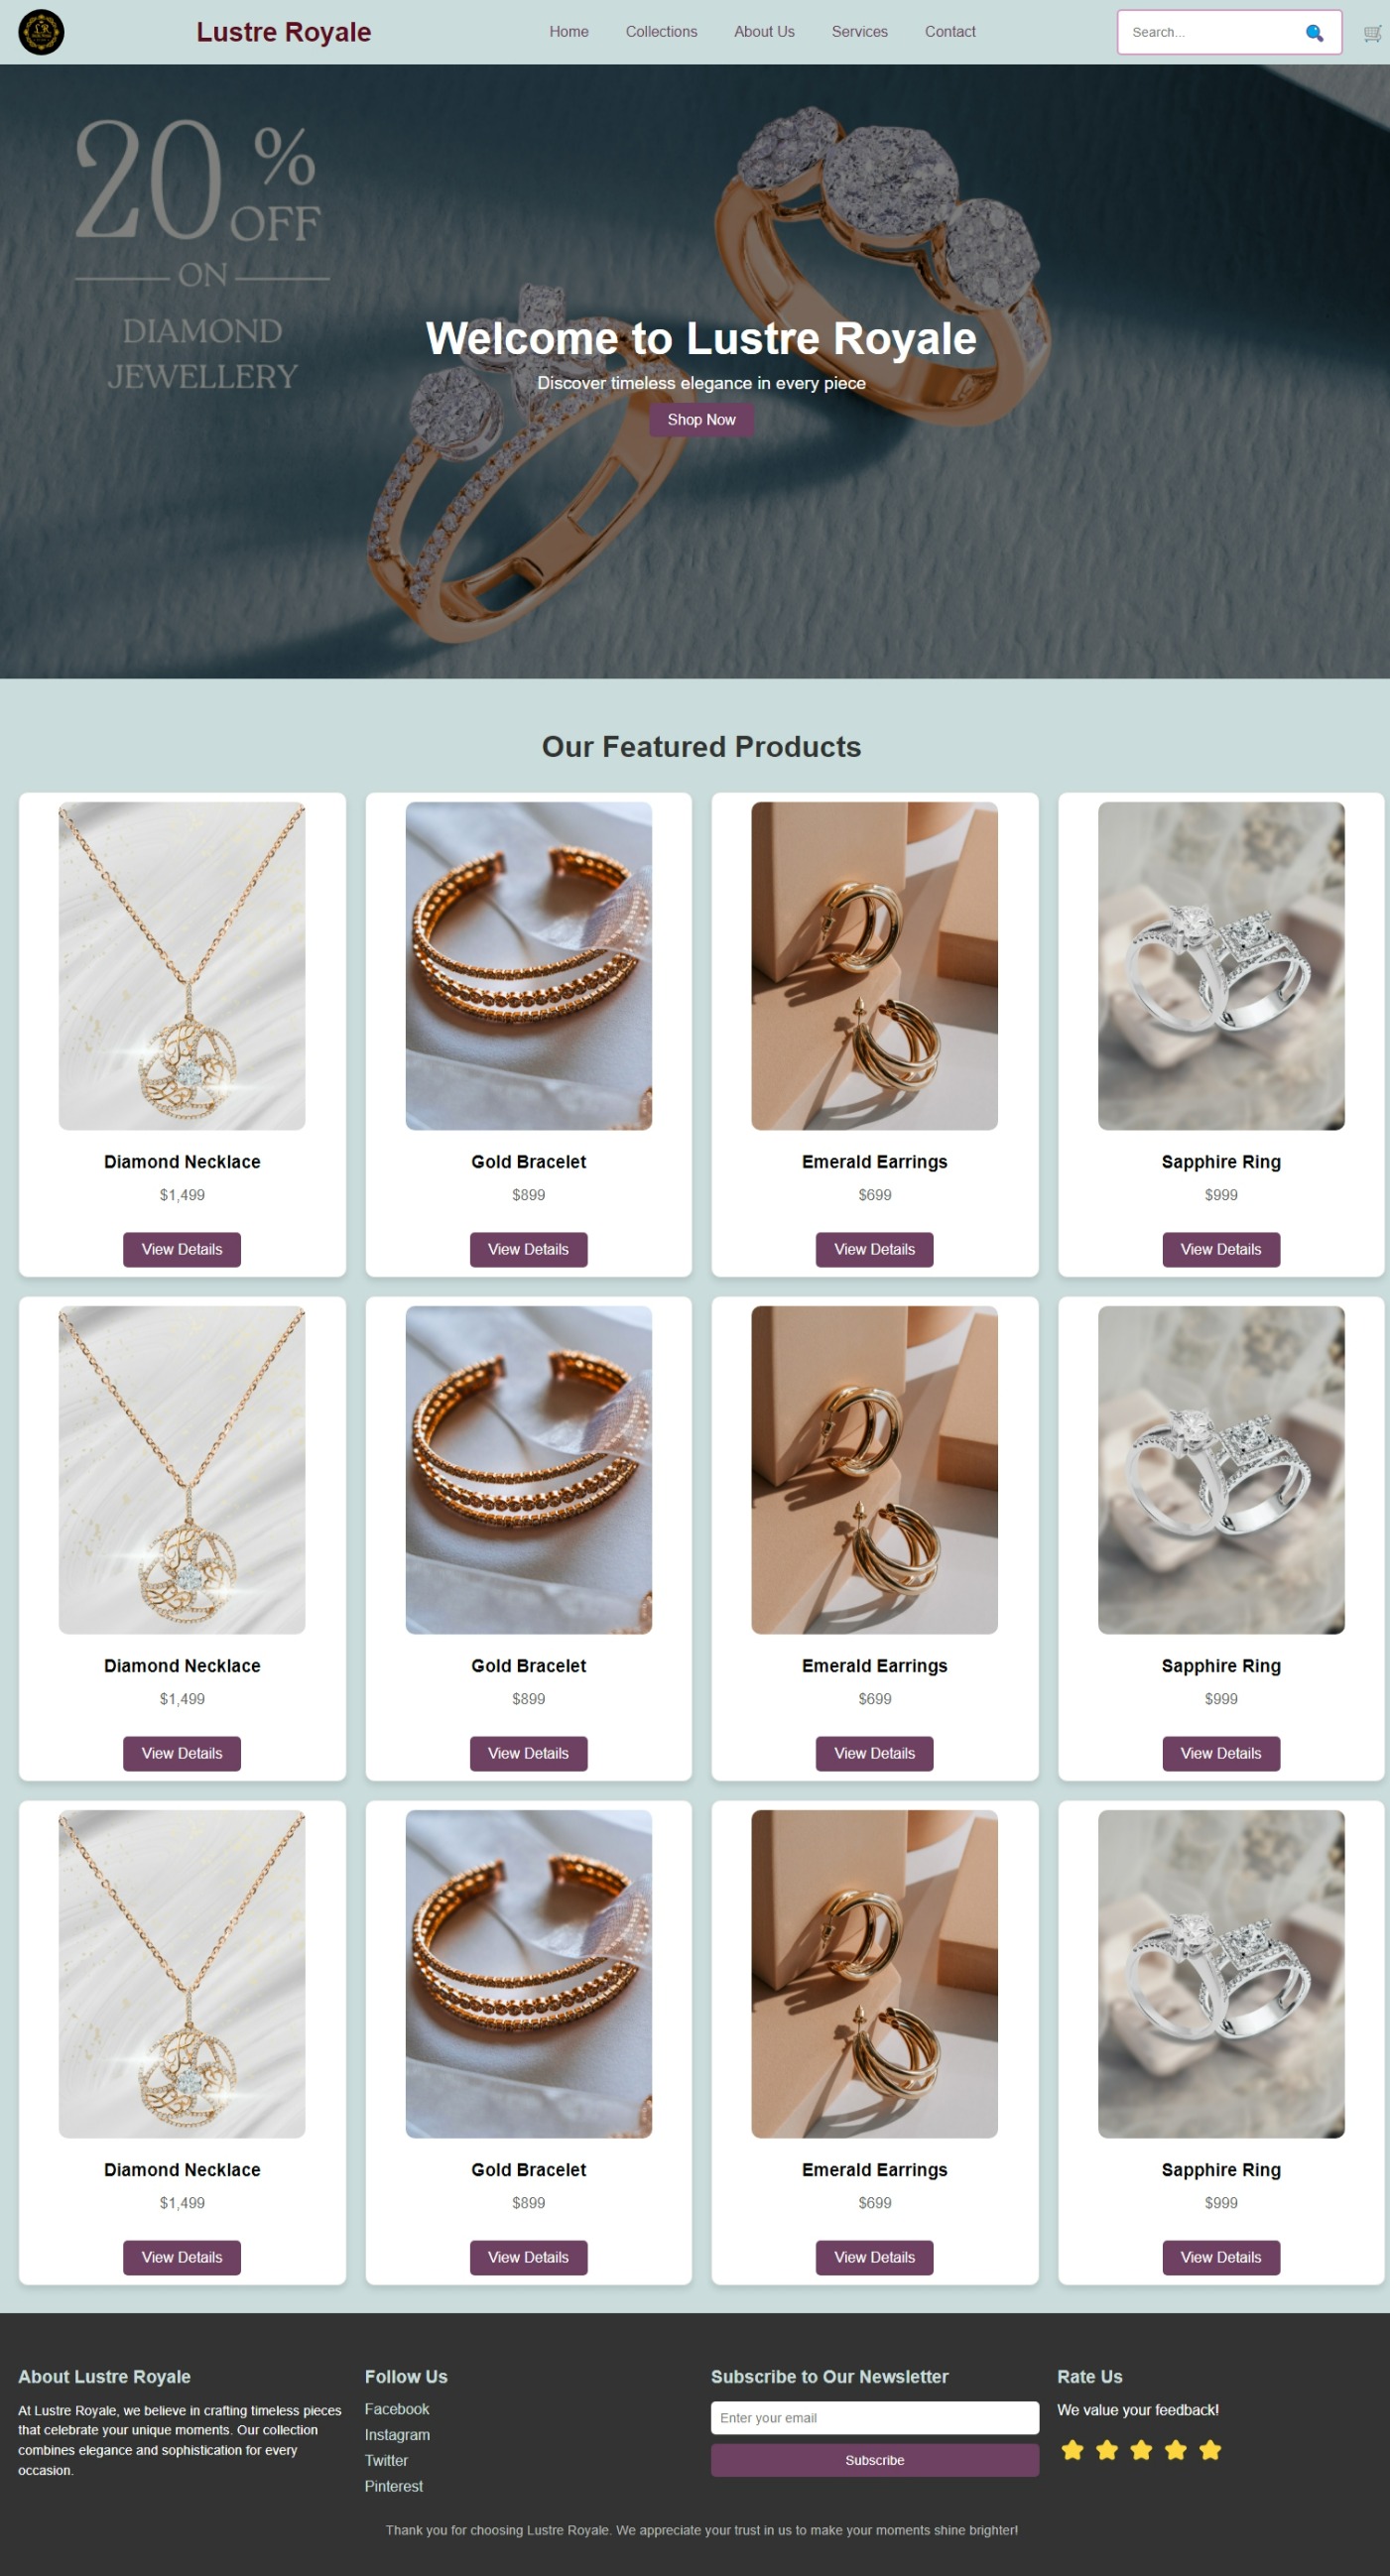 Lustre Royale
Home Collections About Us Services Contact
Search...
20% OFF
ON
DIAMOND
JEWELLERY
Welcome to Lustre Royale
Discover timeless elegance in every piece
Shop Now
Our Featured Products
Diamond Necklace
$1,499
View Details
Gold Bracelet
$899
View Details
Emerald Earrings
$699
View Details
Sapphire Ring
$999
View Details
Diamond Necklace
$1,499
View Details
Gold Bracelet
$899
View Details
Emerald Earrings
$699
View Details
Sapphire Ring
$999
View Details
Diamond Necklace
$1,499
View Details
Gold Bracelet
$899
View Details
Emerald Earrings
$699
View Details
Sapphire Ring
$999
View Details
About Lustre Royale
At Lustre Royale, we believe in crafting timeless pieces
that celebrate your unique moments. Our collection
combines elegance and sophistication for every
occasion.
Follow Us
Facebook
Instagram
Twitter
Pinterest
Subscribe to Our Newsletter
Enter your email
Subscribe
Rate Us
We value your feedback!
Thank you for choosing Lustre Royale. We appreciate your trust in us to make your moments shine brighter!